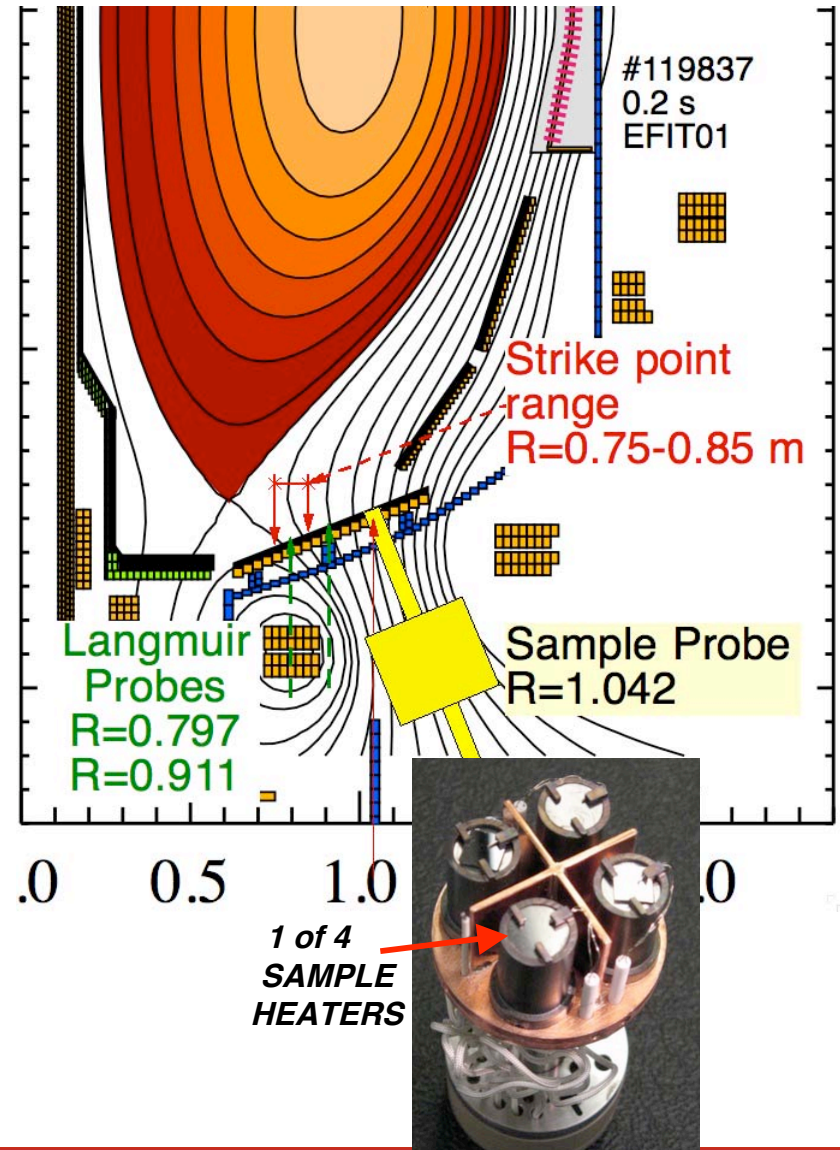 #119837
0.2 s
EFIT01
Strike point
range
R=0.75-0.85 m
Langmuir
Probes
R=0.797
R=0.911
Sample Probe
R=1.042
.0
0.5
1.0
.0
1 of 4
SAMPLE
HEATERS